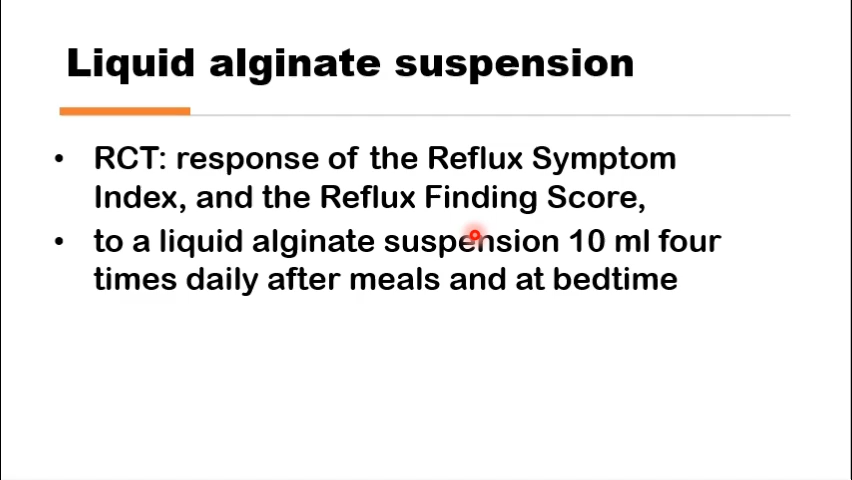 Liquid alginate suspension
• RCT: response of the Reflux Symptom
Index, and the Reflux Finding Score,
• to a liquid alginate suspension 10 ml four
times daily after meals and at bedtime